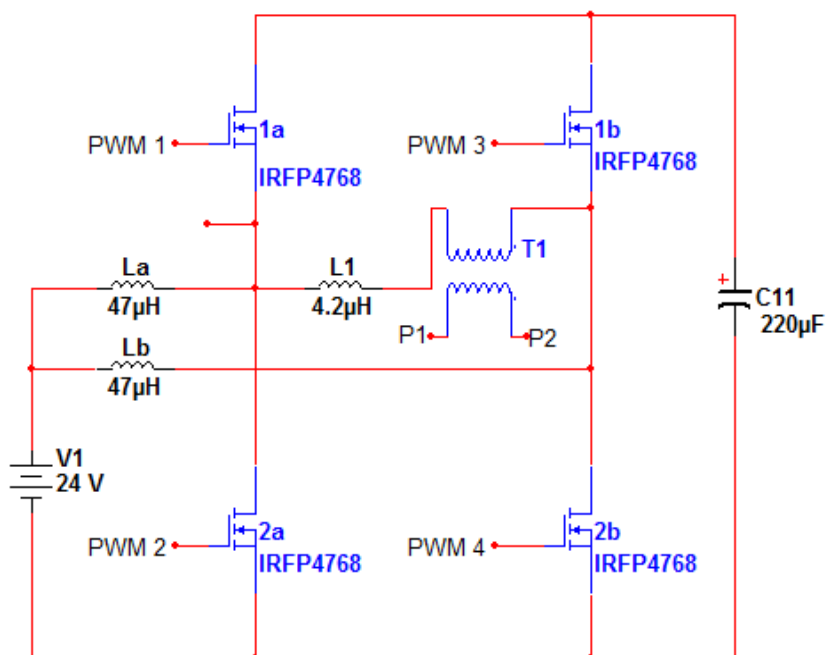 PWM 1
1a
IRFP4768
PWM 3
1b
IRFP4768
La
47µH
L1
4.2µH
T1
P1
P2
C11
220µF
+
Lb
47µH
V1
24 V
PWM 2
2a
IRFP4768
PWM 4
2b
IRFP4768